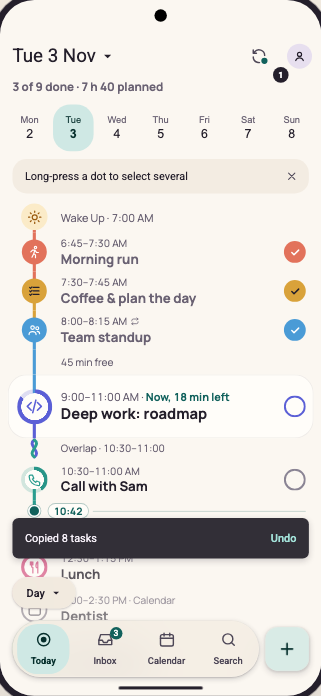 Tue 3 Nov
1
3 of 9 done · 7 h 40 planned
Mon Tue Wed Thu Fri Sat Sun
2 3 4 5 6 7 8
Long-press a dot to select several
Wake Up · 7:00 AM
6:45–7:30 AM
Morning run
7:30–7:45 AM
Coffee & plan the day
8:00–8:15 AM
Team standup
45 min free
9:00–11:00 AM · Now, 18 min left
Deep work: roadmap
Overlap · 10:30–11:00
10:30–11:00 AM
Call with Sam
10:42
Copied 8 tasks Undo
Lunch
Day
–2:30 PM · Calendar
Dentist
3
Today Inbox Calendar Search